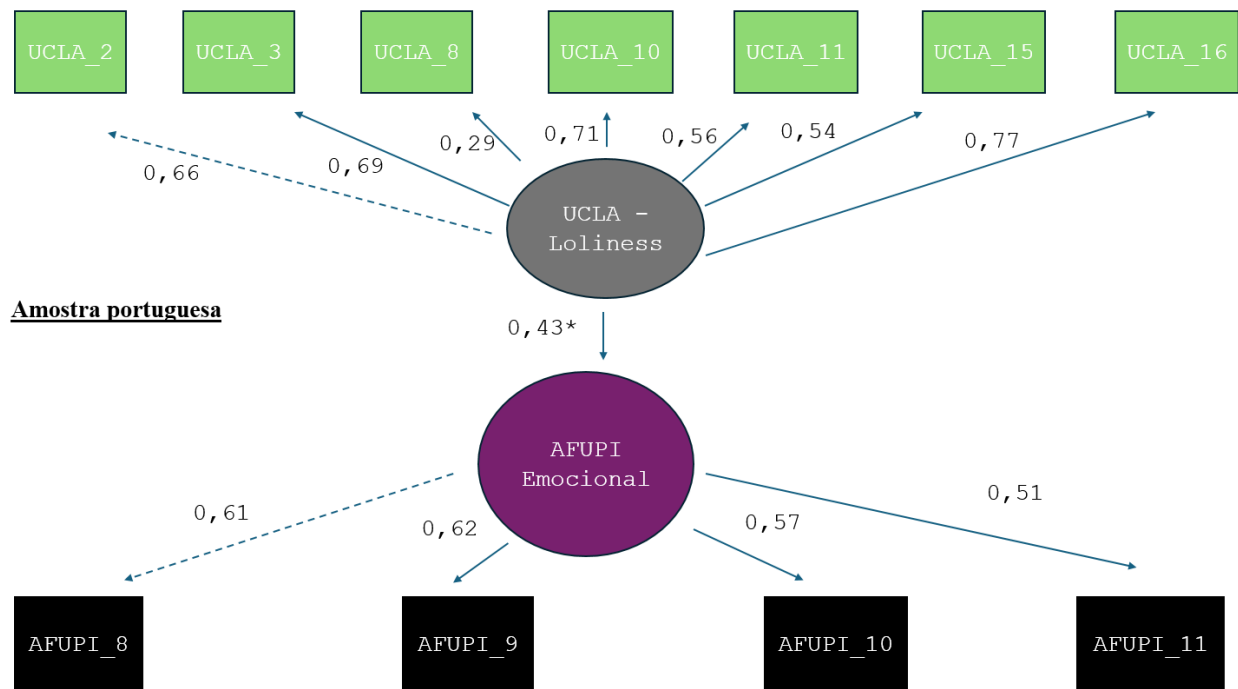 UCLA_2 UCLA_3 UCLA_8 UCLA_10 UCLA_11 UCLA_15 UCLA_16
0,66 0,69 0,29 0,71 0,56 0,54 0,77
UCLA –
Loliness
Amostra portuguesa
0,43*
AFUPI
Emocional
0,61 0,62 0,57 0,51
AFUPI_8 AFUPI_9 AFUPI_10 AFUPI_11